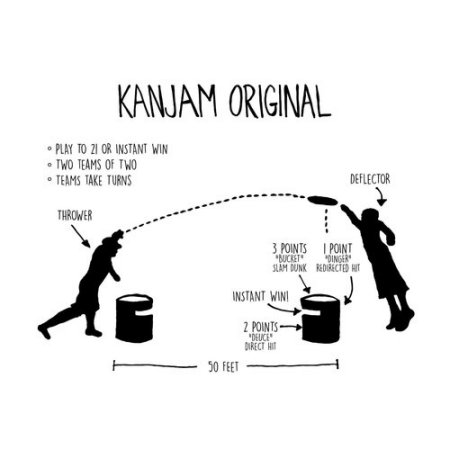 KANJAM ORIGINAL
◦ PLAY TO 21 OR INSTANT WIN
◦ TWO TEAMS OF TWO
◦ TEAMS TAKE TURNS
DEFLECTOR
THROWER
3 POINTS
"BUCKET"
SLAM DUNK
1 POINT
"DINGER"
REDIRECTED HIT
INSTANT WIN!
2 POINTS
"DEUCE"
DIRECT HIT
50 FEET